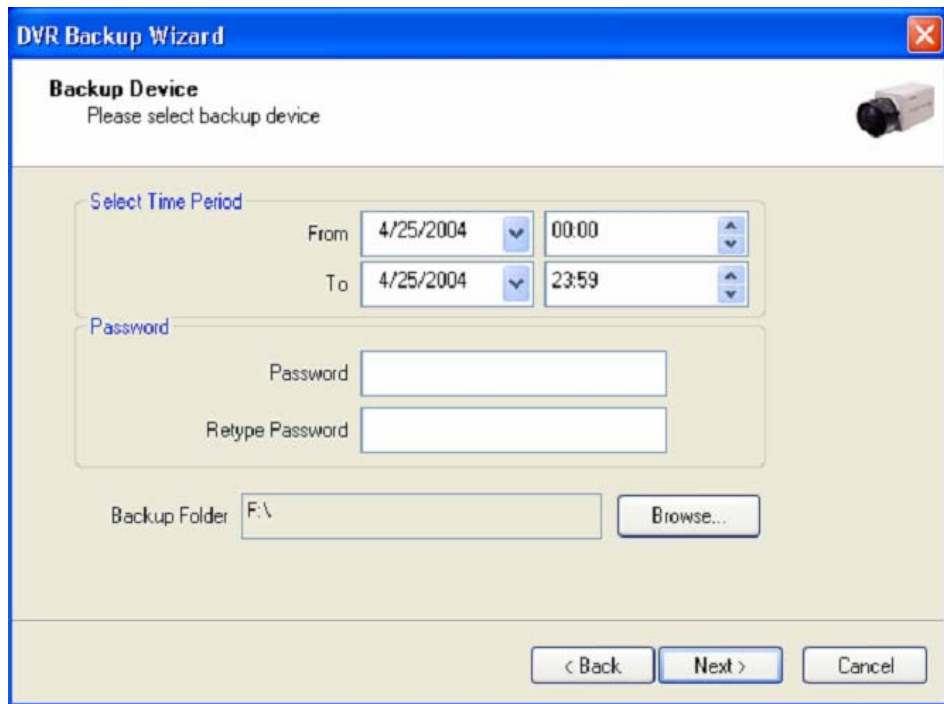 DVR Backup Wizard
Backup Device
Please select backup device
Select Time Period
From 4/25/2004 00:00
To 4/25/2004 23:59
Password
Password
Retype Password
Backup Folder F:\
Browse...
< Back Next > Cancel